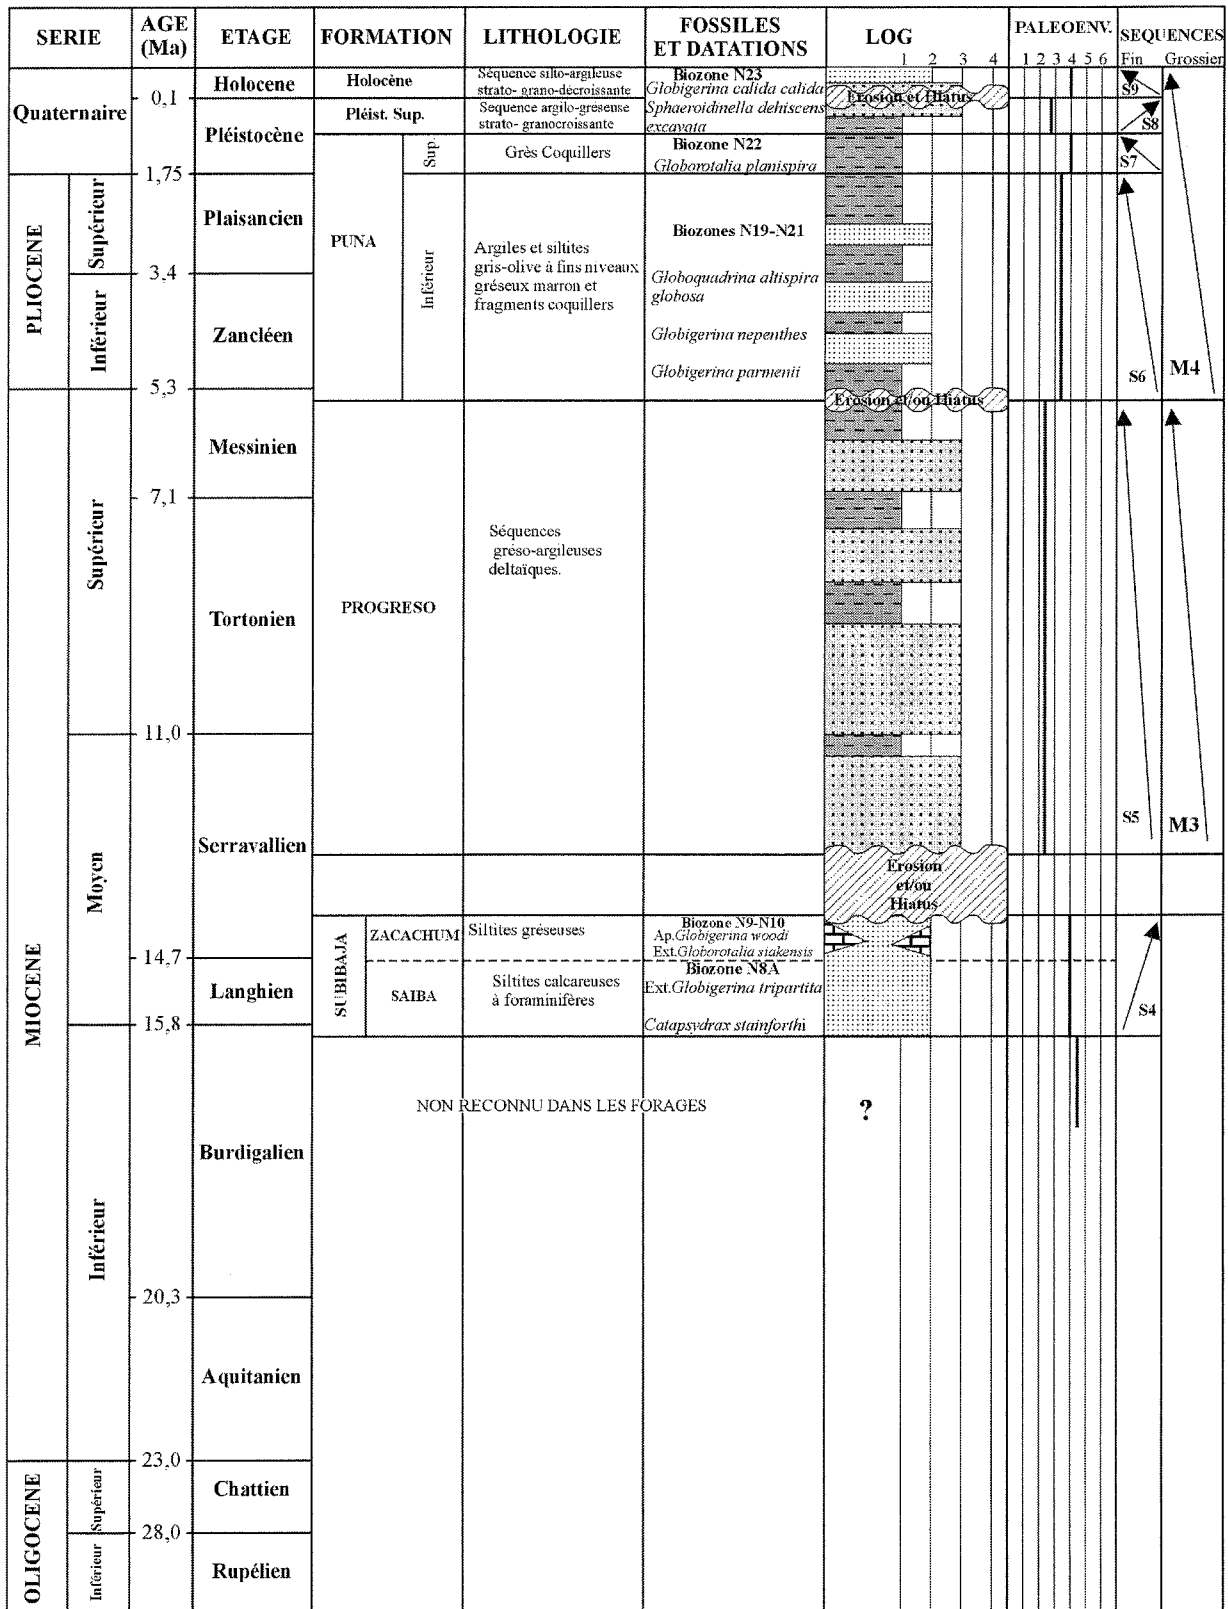 SERIE
AGE
(Ma)
ETAGE
FORMATION
LITHOLOGIE
FOSSILES
ET DATATIONS
LOG
1 2 3 4
PALEOENV.
1 2 3 4 5 6
SEQUENCES
Fin Grossier
Quaternaire
PLIOCENE
Supérieur
Inférieur
MIOCENE
Supérieur
Moyen
Inférieur
OLIGOCENE
Supérieur
Inférieur
0,1
1,75
3,4
5,3
7,1
11,0
14,7
15,8
20,3
23,0
28,0
Holocene
Pléistocène
Plaisancien
Zancléen
Messinien
Tortonien
Serravallien
Langhien
Burdigalien
Aquitanien
Chattien
Rupélien
Holocène
Pléist. Sup.
PUNA
Sup.
Inférieur
PROGRESO
SUBIBAJA
ZACACHUM
SAIBA
Séquence silto-argileuse
strato- grano-décroissante
Séquence argilo-gréseuse
strato- granocroissante
Grès Coquillers
Argiles et siltites
gris-olive à fins niveaux
gréseux marron et
fragments coquillers
Séquences
gréso-argileuses
deltaïques.
Siltites gréseuses
Siltites calcareuses
à foraminifères
NON RECONNU DANS LES FORAGES
Biozone N23
Globigerina calida calida
Sphaeroidinella dehiscens
excavata
Biozone N22
Globorotalia planispira
Biozones N19-N21
Globoquadrina altispira
globosa
Globigerina nepenthes
Globigerina parmenii
Biozone N9-N10
Ap.Globigerina woodi
Ext.Globorotalia siakensis
Biozone N8A
Ext.Globigerina tripartita
Catapsydrax stainforthi
Erosion et Hiatus
Erosion et/ou Hiatus
Erosion
et/ou
Hiatus
?
S9
S8
S7
S6
M4
S5
M3
S4